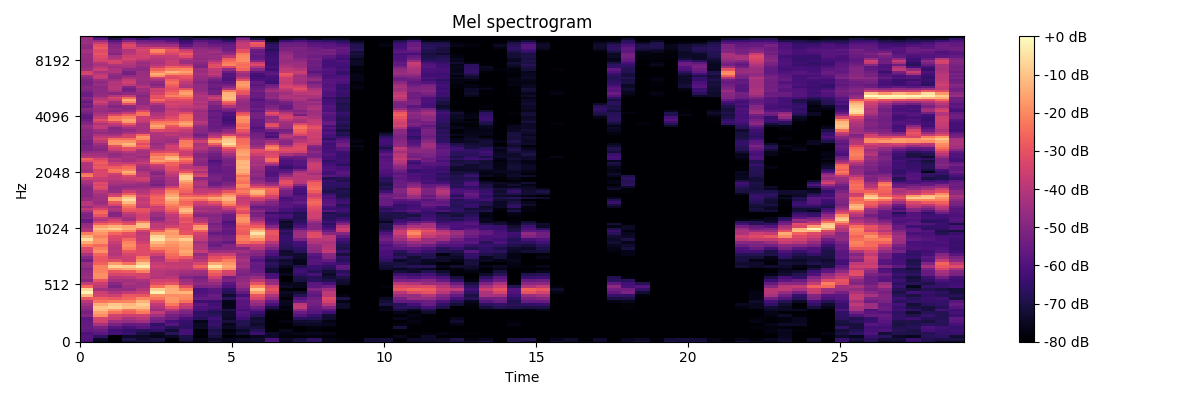 Mel spectrogram
Hz
8192
4096
2048
1024
512
0
0 5 10 15 20 25
Time
+0 dB
-10 dB
-20 dB
-30 dB
-40 dB
-50 dB
-60 dB
-70 dB
-80 dB